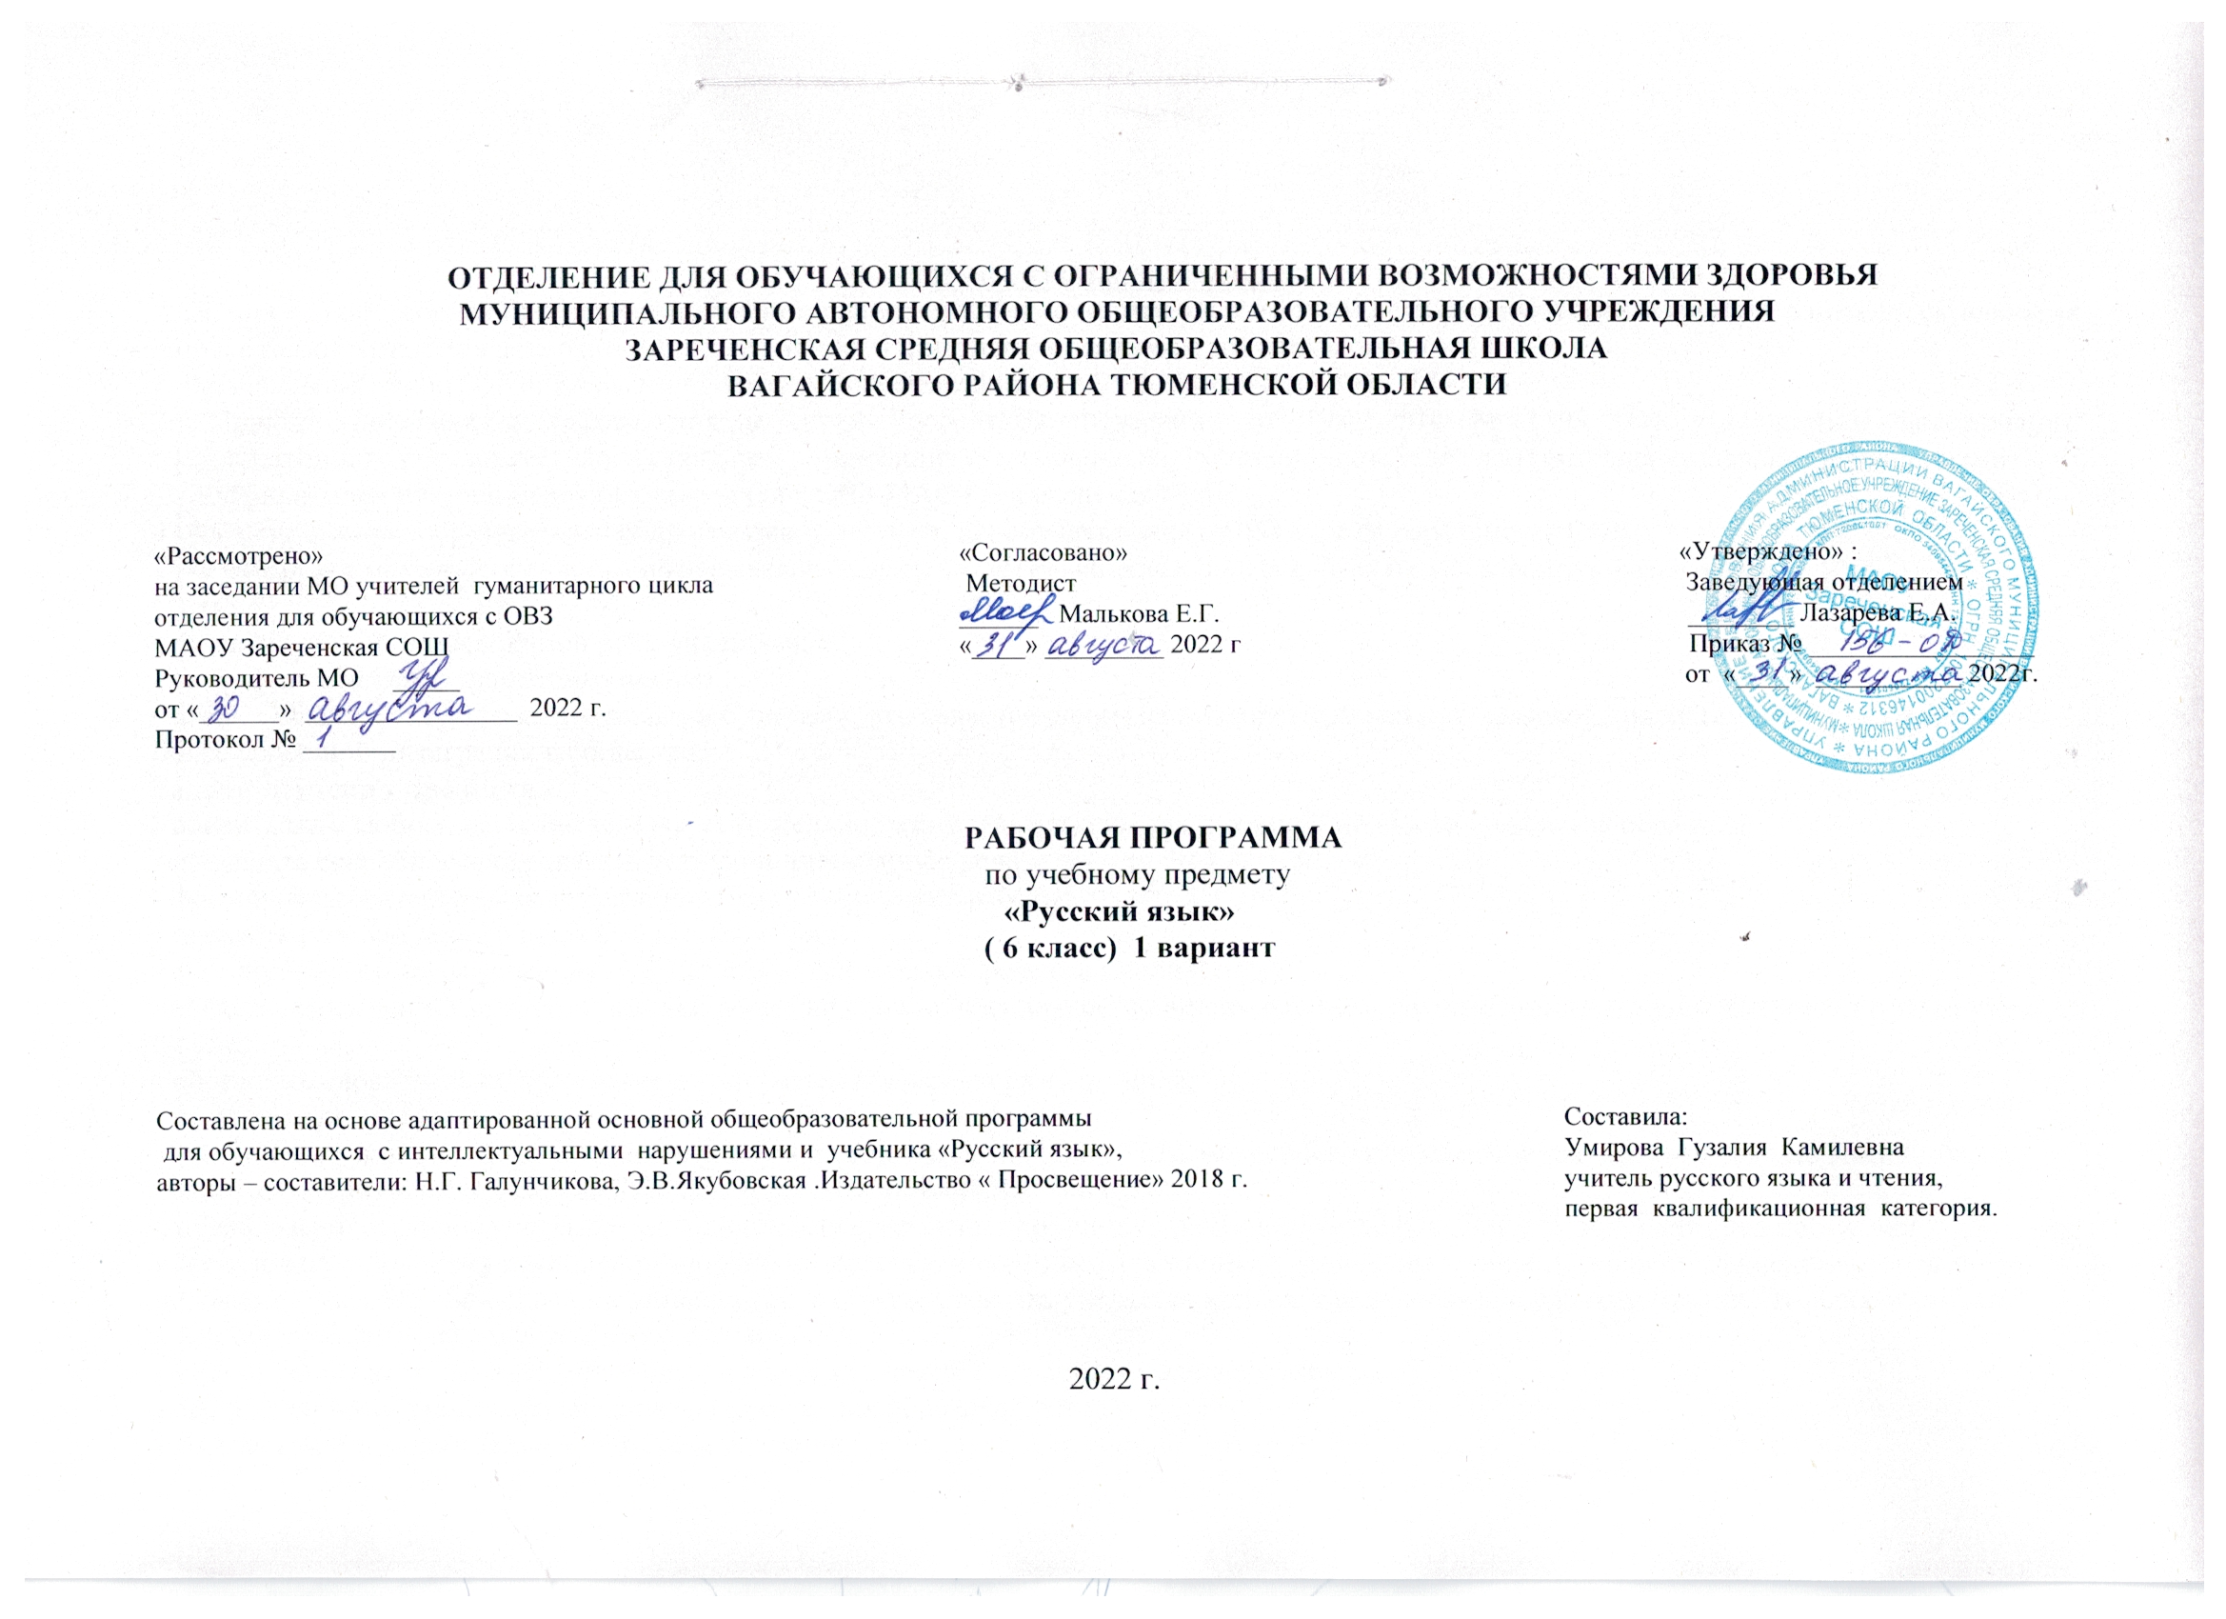 ОТДЕЛЕНИЕ ДЛЯ ОБУЧАЮЩИХСЯ С ОГРАНИЧЕННЫМИ ВОЗМОЖНОСТЯМИ ЗДОРОВЬЯ
МУНИЦИПАЛЬНОГО АВТОНОМНОГО ОБЩЕОБРАЗОВАТЕЛЬНОГО УЧРЕЖДЕНИЯ
ЗАРЕЧЕНСКАЯ СРЕДНЯЯ ОБЩЕОБРАЗОВАТЕЛЬНАЯ ШКОЛА
ВАГАЙСКОГО РАЙОНА ТЮМЕНСКОЙ ОБЛАСТИ
«Рассмотрено»
на заседании МО учителей гуманитарного цикла
отделения для обучающихся с ОВЗ
МАОУ Зареченская СОШ
Руководитель МО
от «30» августа 2022 г.
Протокол № 1
«Согласовано»
Методист
Малькова Е.Г.
«31» августа 2022 г
«Утверждено» :
Заведующая отделением
Лазарева Е.А.
Приказ № 136-ОД
от «31» августа 2022г.
МАОУ
Зареченская
СОШ
РАБОЧАЯ ПРОГРАММА
по учебному предмету
«Русский язык»
( 6 класс) 1 вариант
Составлена на основе адаптированной основной общеобразовательной программы
для обучающихся с интеллектуальными нарушениями и учебника «Русский язык»,
авторы – составители: Н.Г. Галунчикова, Э.В.Якубовская .Издательство « Просвещение» 2018 г.
Составила:
Умирова Гузалия Камилевна
учитель русского языка и чтения,
первая квалификационная категория.
2022 г.